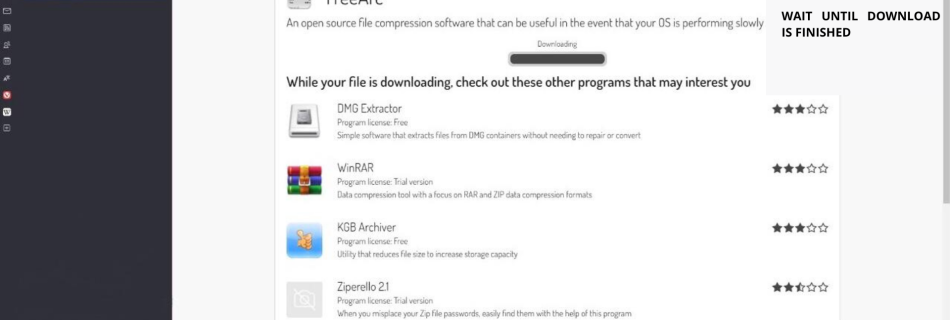 FreeArc
An open source file compression software that can be useful in the event that your OS is performing slowly
WAIT UNTIL DOWNLOAD
IS FINISHED
Downloading
While your file is downloading, check out these other programs that may interest you
DMG Extractor
Program license: Free
Simple software that extracts files from DMG containers without needing to repair or convert
WinRAR
Program license: Trial version
Data compression tool with a focus on RAR and ZIP data compression formats
KGB Archiver
Program license: Free
Utility that reduces file size to increase storage capacity
Ziperello 2.1
Program license: Trial version
When you misplace your Zip file passwords, easily find them with the help of this program